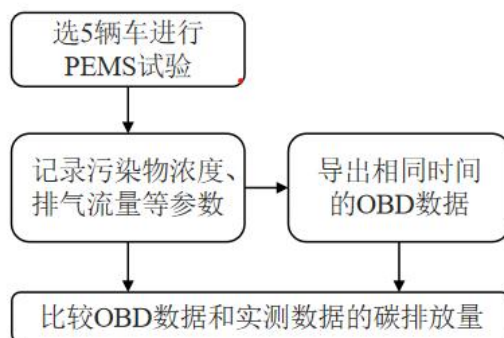 选5辆车进行
PEMS试验
记录污染物浓度、
排气流量等参数
导出相同时间
的OBD数据
比较OBD数据和实测数据的碳排放量